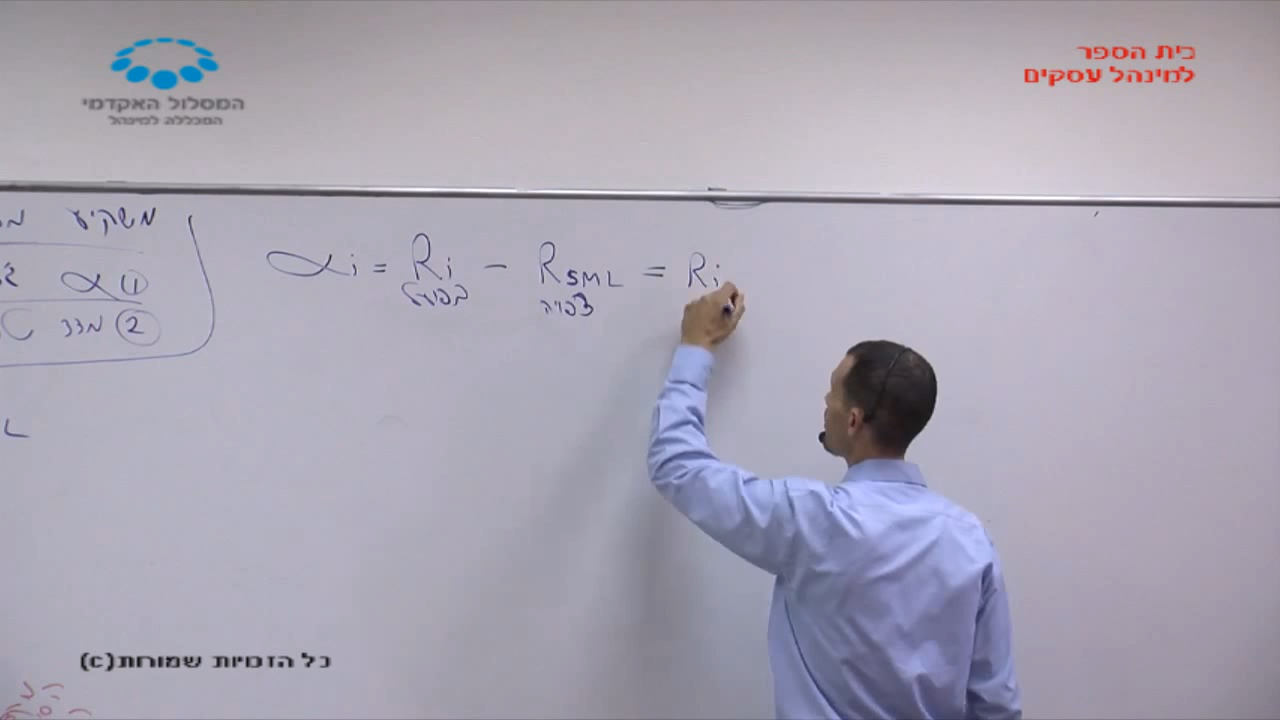 בית הספר
למינהל עסקים
המסלול האקדמי
המכללה למינהל
משקיע
αi = Ri - RSML = Ri
בפועל צפויה
① α
② מדד
L
כל הזכויות שמורות(c)